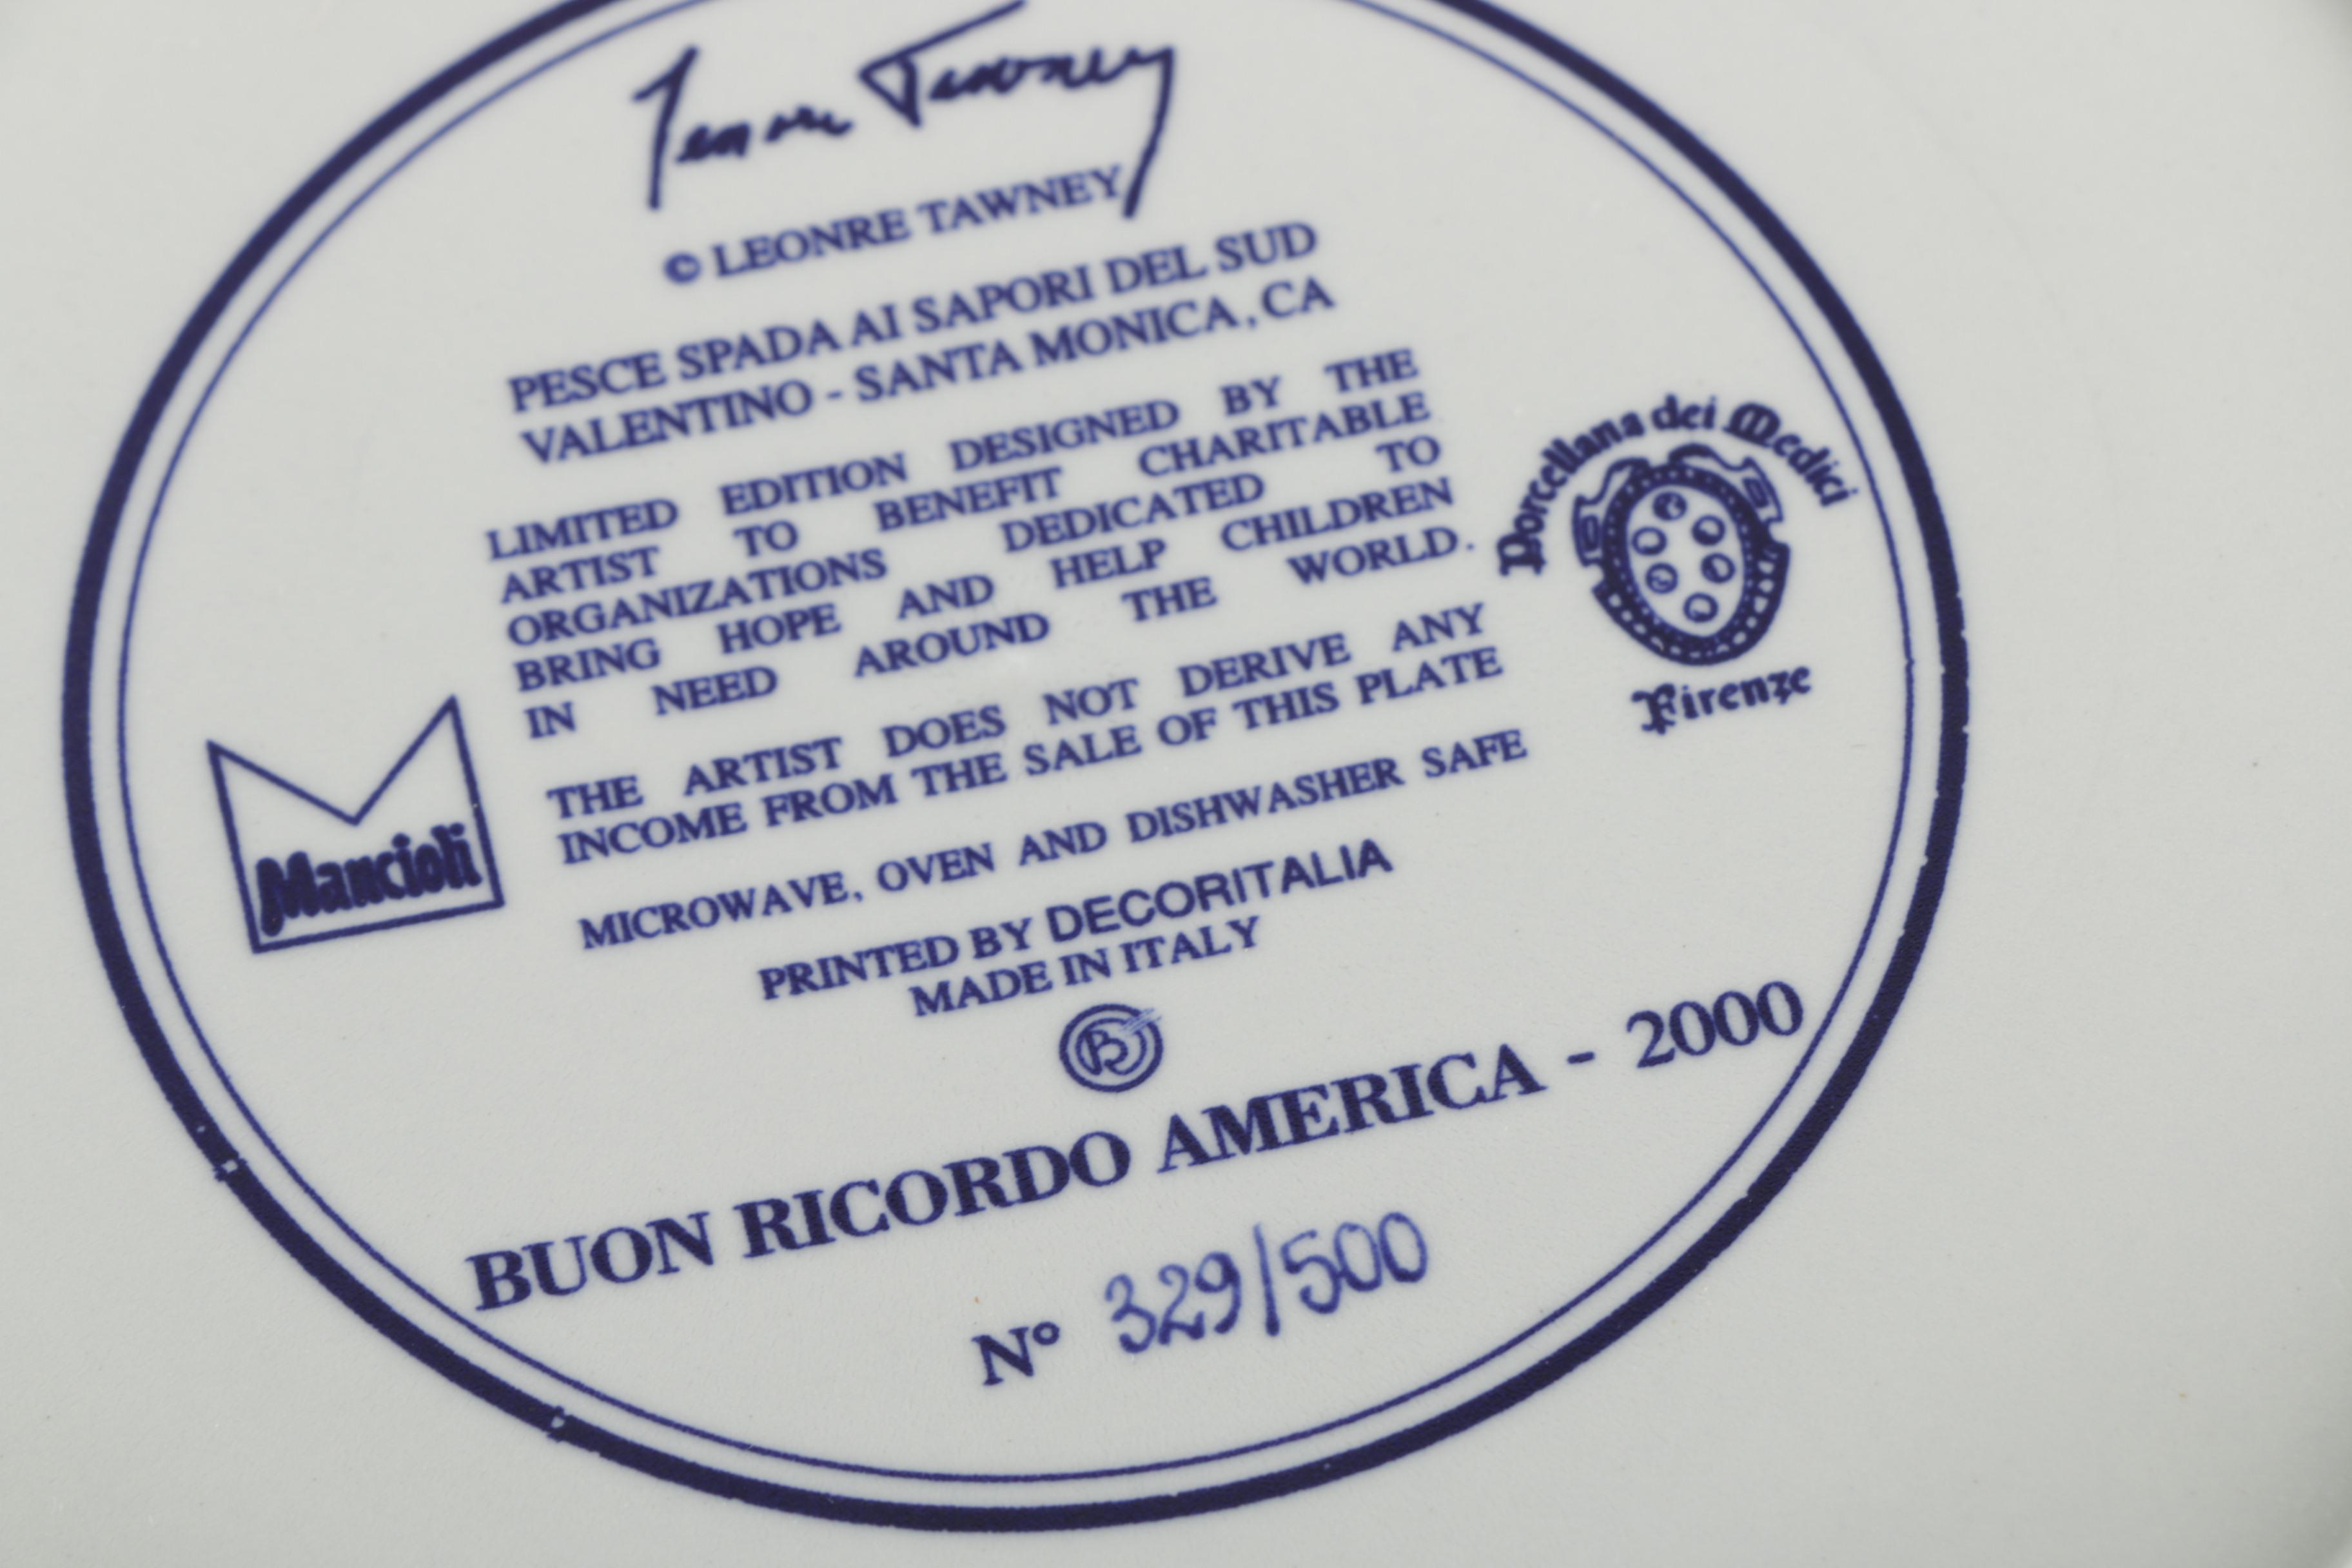 Lenore Tawney
© LEONRE TAWNEY
PESCE SPADA AI SAPORI DEL SUD
VALENTINO - SANTA MONICA, CA
LIMITED EDITION DESIGNED BY THE
ARTIST TO BENEFIT CHARITABLE
ORGANIZATIONS DEDICATED TO
BRING HOPE AND HELP CHILDREN
IN NEED AROUND THE WORLD.
THE ARTIST DOES NOT DERIVE ANY
INCOME FROM THE SALE OF THIS PLATE
MICROWAVE, OVEN AND DISHWASHER SAFE
PRINTED BY DECORITALIA
MADE IN ITALY
Mancioli
Porcellana dei Medici
Firenze
BUON RICORDO AMERICA - 2000
N° 329/500